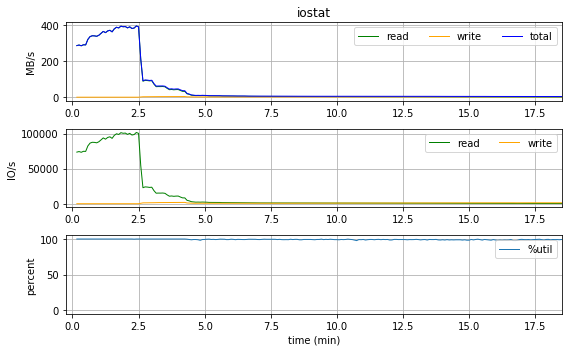 iostat
400
200
0
MB/s
read write total
0.0 2.5 5.0 7.5 10.0 12.5 15.0 17.5
100000
50000
0
IO/s
read write
0.0 2.5 5.0 7.5 10.0 12.5 15.0 17.5
100
50
0
percent
%util
0.0 2.5 5.0 7.5 10.0 12.5 15.0 17.5
time (min)